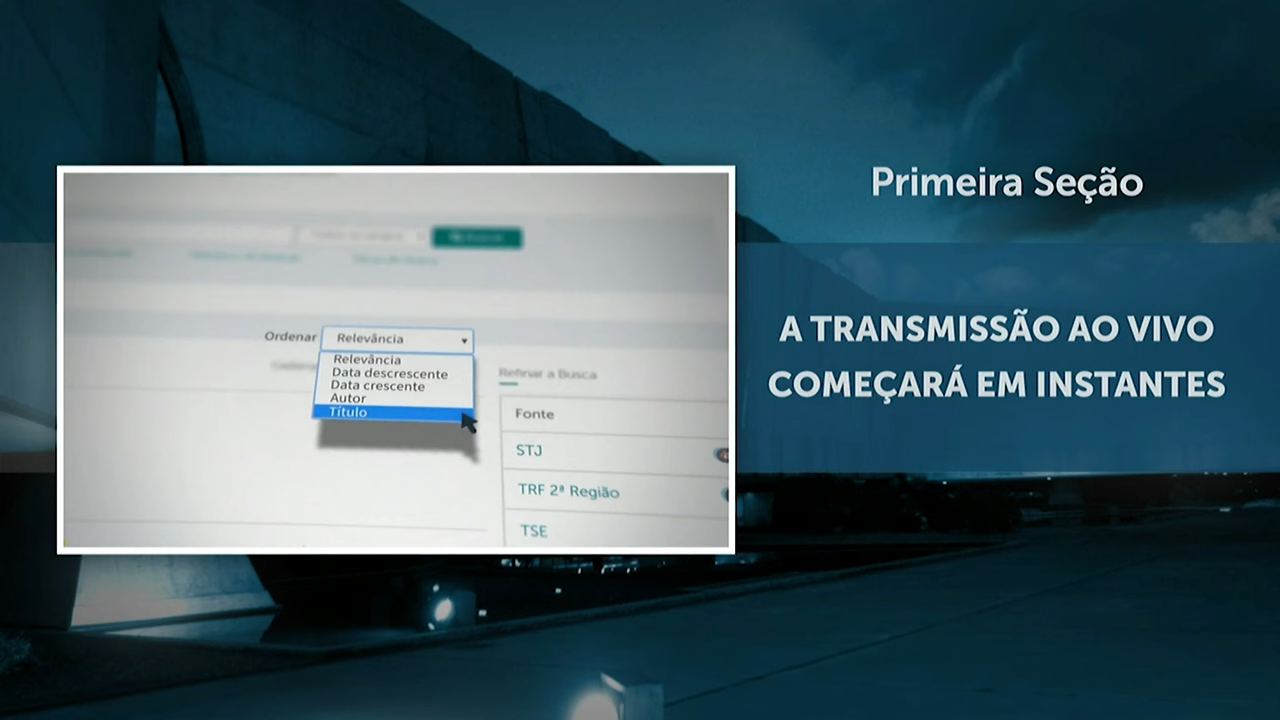 Primeira Seção
A TRANSMISSÃO AO VIVO
COMEÇARÁ EM INSTANTES
Ordenar
Relevância
Relevância
Data descrescente
Data crescente
Autor
Título
Refinar a Busca
Fonte
STJ
TRF 2ª Região
TSE